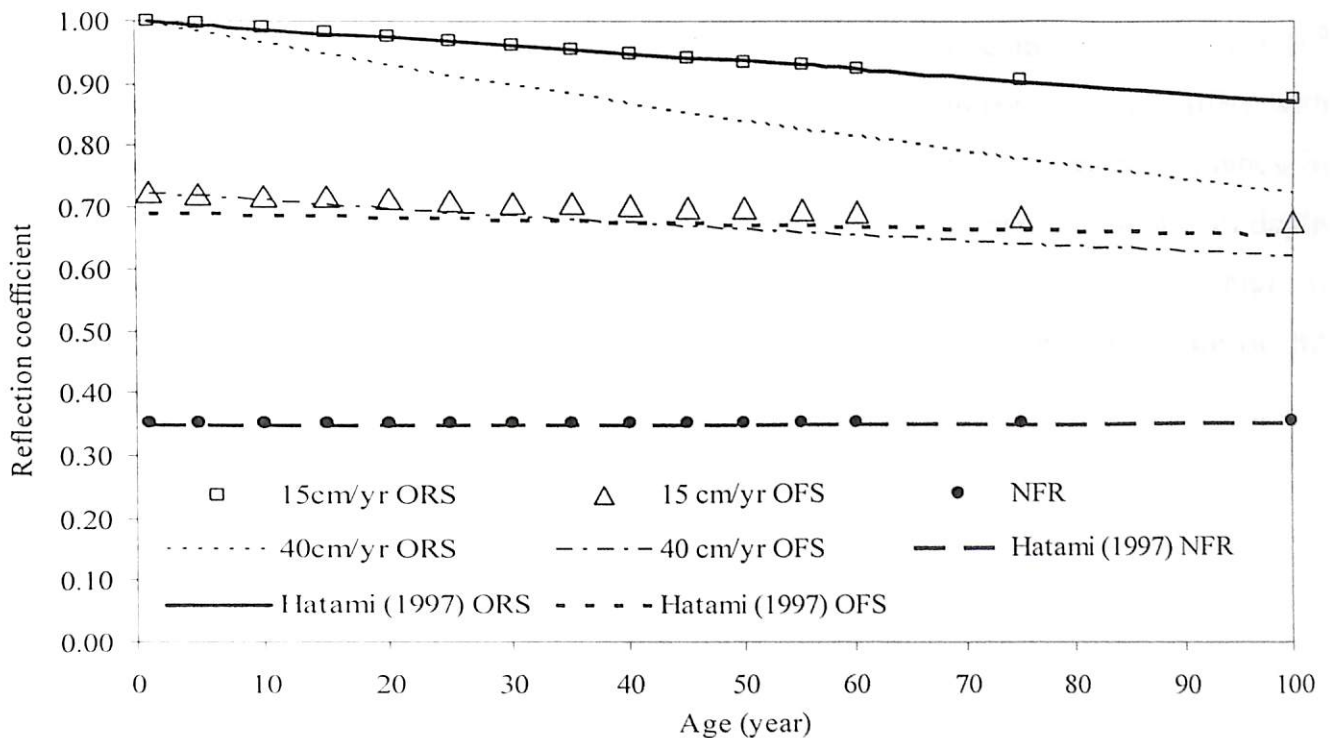 1.00
0.90
0.80
0.70
0.60
0.50
0.40
0.30
0.20
0.10
0.00
Reflection coefficient
15cm/yr ORS
15 cm/yr OFS
NFR
40cm/yr ORS
40 cm/yr OFS
Hatami (1997) NFR
Hatami (1997) ORS
Hatami (1997) OFS
0 10 20 30 40 50 60 70 80 90 100
Age (year)